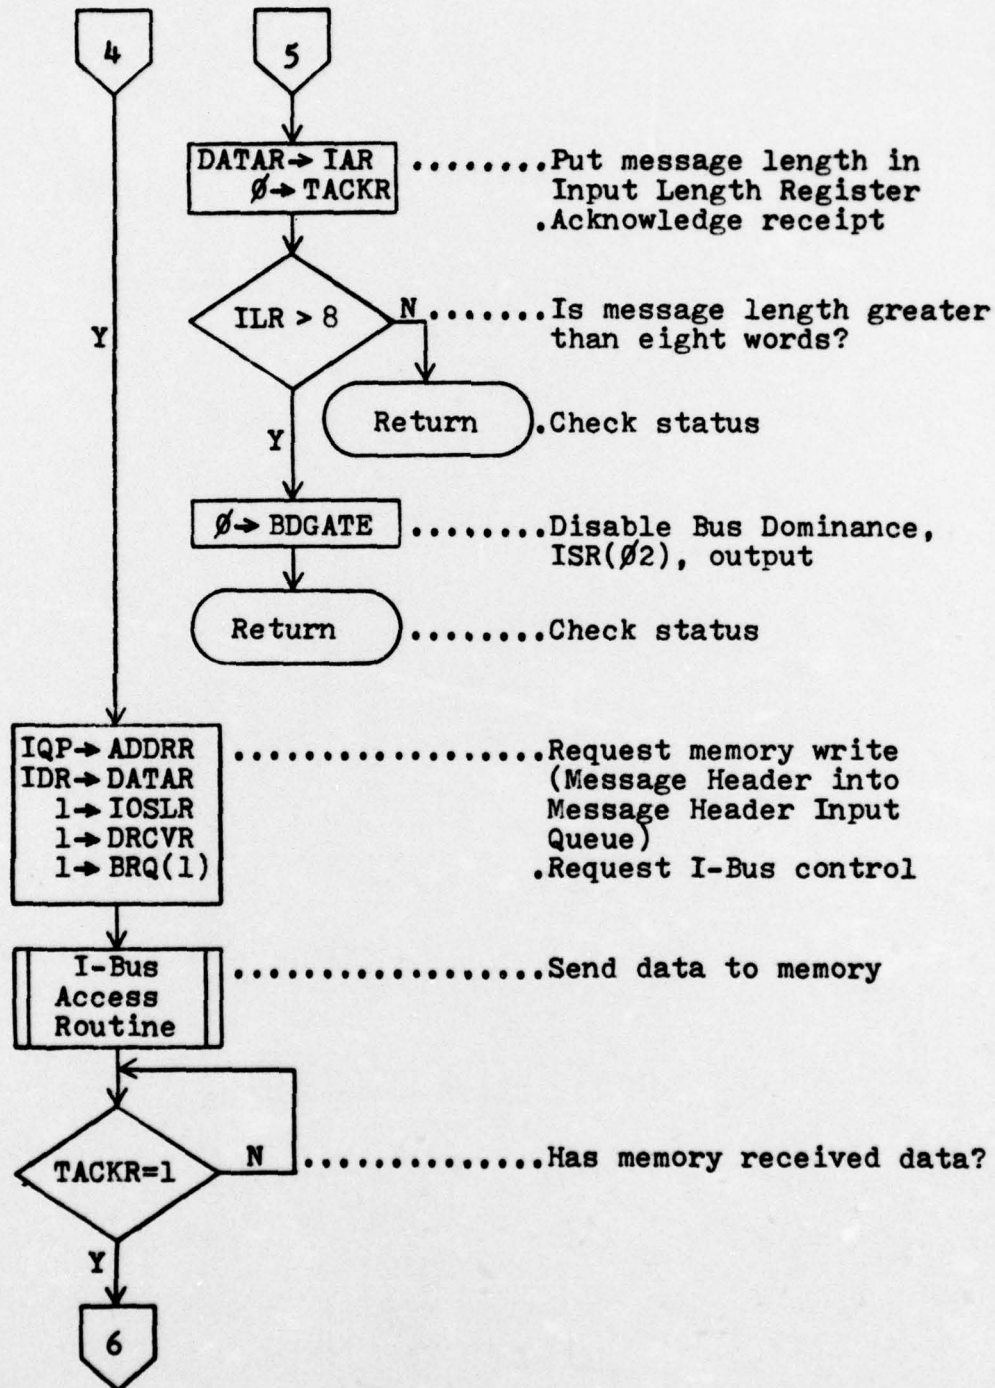 4
5
DATAR→ IAR ........Put message length in
Ø→ TACKR Input Length Register
.Acknowledge receipt
ILR > 8 N .......Is message length greater
than eight words?
Y
Return .Check status
Y
Ø→ BDGATE ........Disable Bus Dominance,
ISR(Ø2), output
Return ........Check status
IQP→ ADDRR ..................Request memory write
IDR→ DATAR (Message Header into
1→ IOSLR Message Header Input
1→ DRCVR Queue)
1→ BRQ(1) .Request I-Bus control
I-Bus ..................Send data to memory
Access
Routine
TACKR=1 N ..............Has memory received data?
Y
6